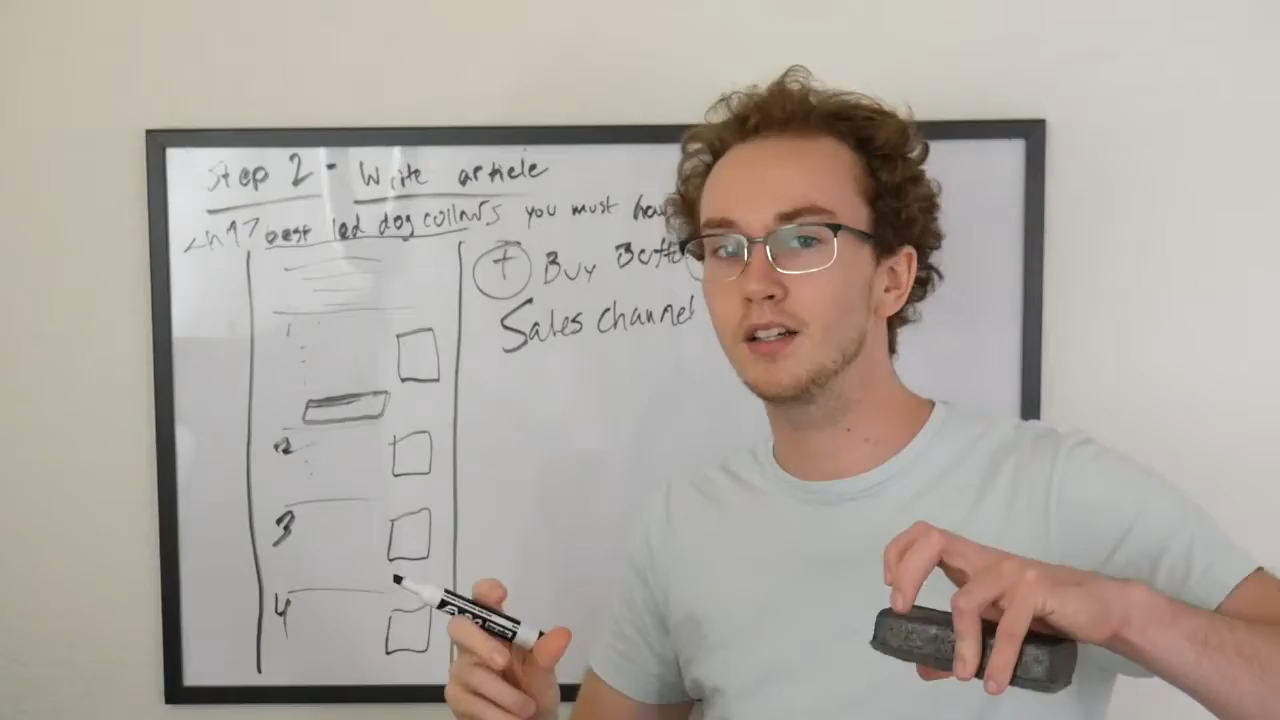 Step 2 - Write article
<h1> best led dog collars you must have
+ Buy Butto
Sales channel
1
2
3
4